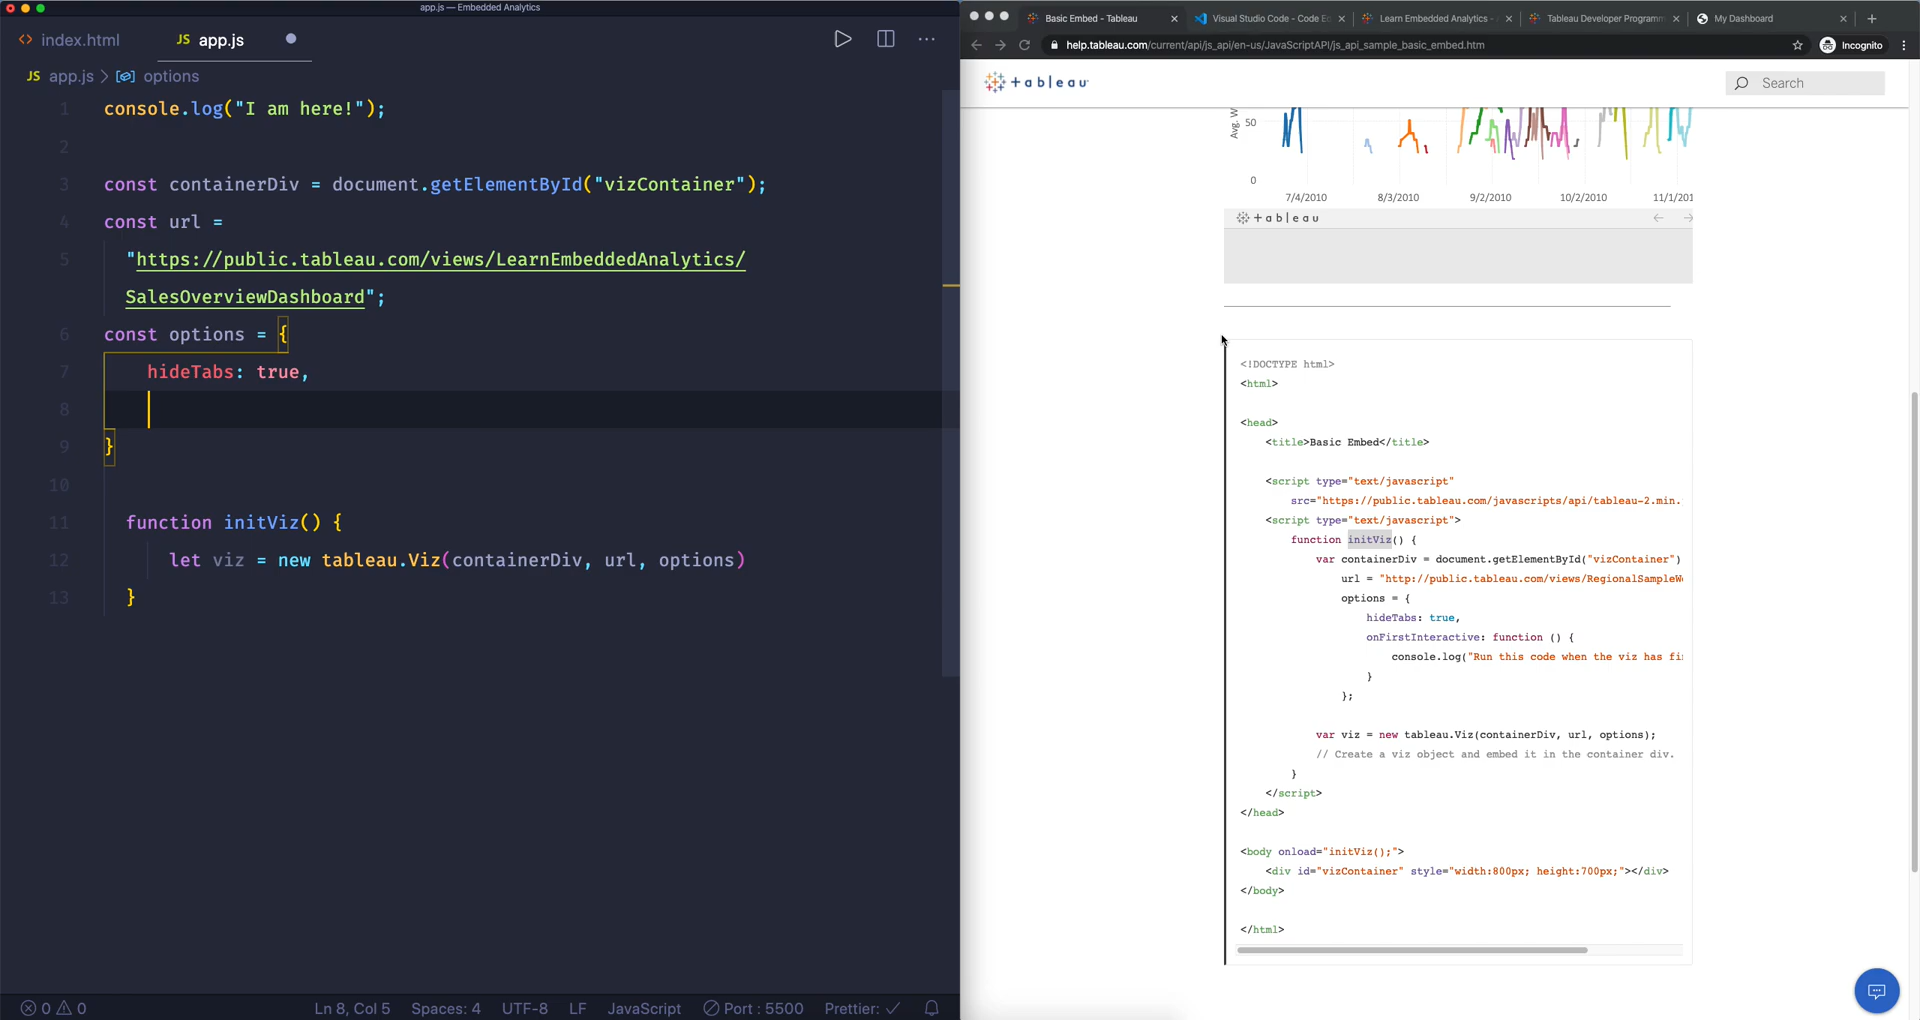 app.js — Embedded Analytics
index.html
JS app.js
JS app.js > options
1 console.log("I am here!");
2
3 const containerDiv = document.getElementById("vizContainer");
4 const url =
5 "https://public.tableau.com/views/LearnEmbeddedAnalytics/
SalesOverviewDashboard";
6 const options = {
7 hideTabs: true,
8
9 }
10
11 function initViz() {
12 let viz = new tableau.Viz(containerDiv, url, options)
13 }
0 0
Ln 8, Col 5 Spaces: 4 UTF-8 LF JavaScript Port : 5500 Prettier: ✓
Basic Embed - Tableau
Visual Studio Code - Code Ec
Learn Embedded Analytics -
Tableau Developer Programm
My Dashboard
help.tableau.com/current/api/js_api/en-us/JavaScriptAPI/js_api_sample_basic_embed.htm
Incognito
+ableau
Search
Avg. W
50
0
7/4/2010 8/3/2010 9/2/2010 10/2/2010 11/1/201
+ableau
<!DOCTYPE html>
<html>
<head>
<title>Basic Embed</title>
<script type="text/javascript"
src="https://public.tableau.com/javascripts/api/tableau-2.min.
<script type="text/javascript">
function initViz() {
var containerDiv = document.getElementById("vizContainer")
url = "http://public.tableau.com/views/RegionalSampleW
options = {
hideTabs: true,
onFirstInteractive: function () {
console.log("Run this code when the viz has fi
}
};
var viz = new tableau.Viz(containerDiv, url, options);
// Create a viz object and embed it in the container div.
}
</script>
</head>
<body onload="initViz();">
<div id="vizContainer" style="width:800px; height:700px;"></div>
</body>
</html>